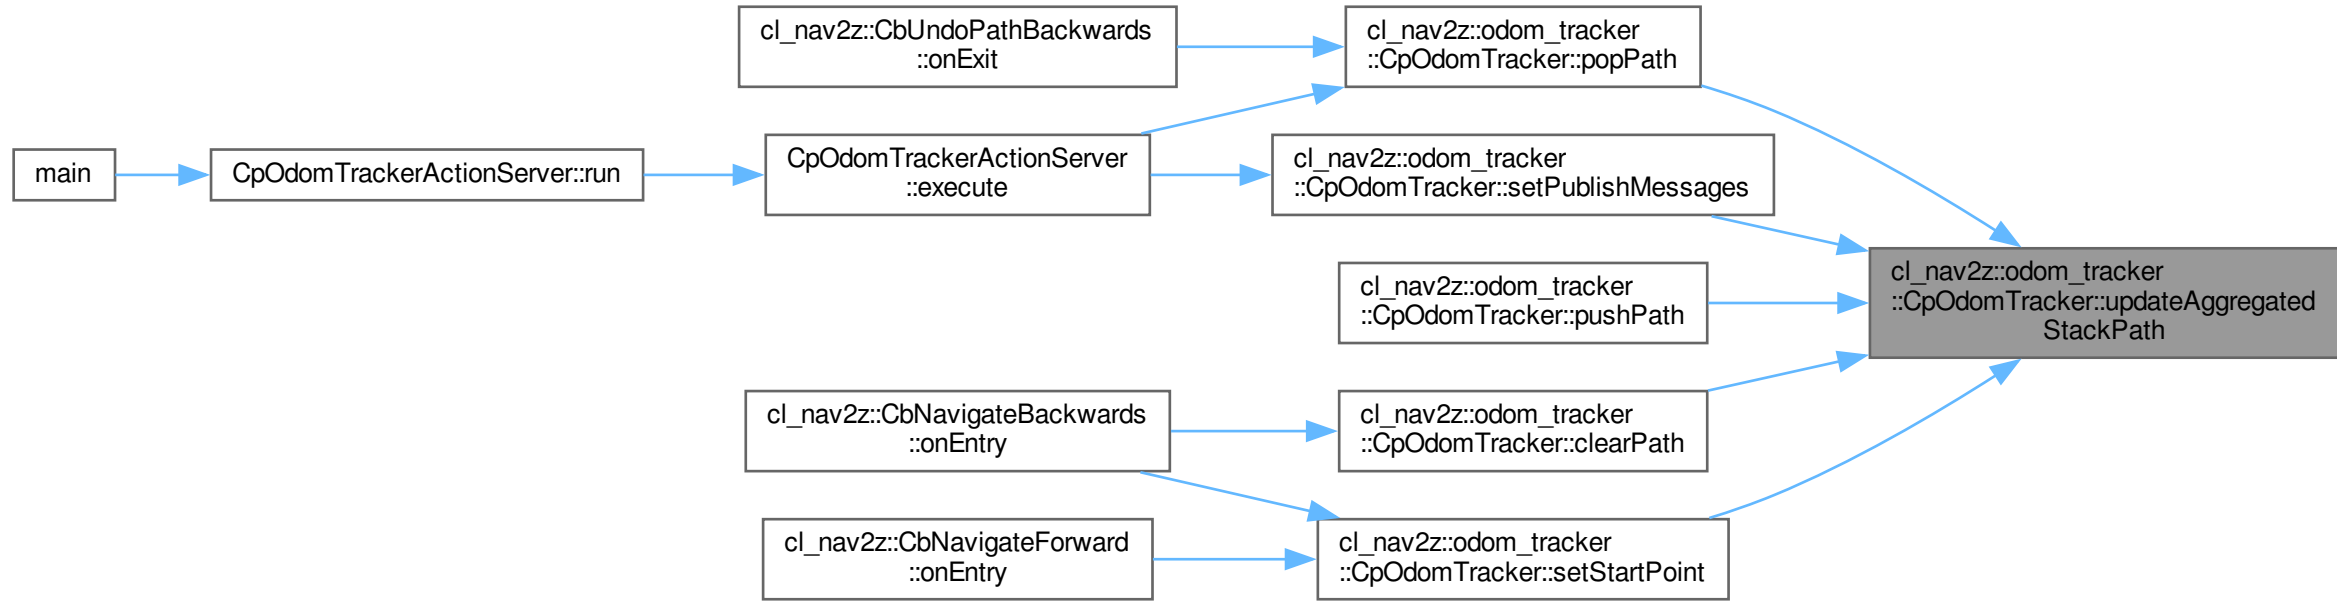 main
CpOdomTrackerActionServer::run
cl_nav2z::CbUndoPathBackwards
::onExit
CpOdomTrackerActionServer
::execute
cl_nav2z::CbNavigateBackwards
::onEntry
cl_nav2z::CbNavigateForward
::onEntry
cl_nav2z::odom_tracker
::CpOdomTracker::popPath
cl_nav2z::odom_tracker
::CpOdomTracker::setPublishMessages
cl_nav2z::odom_tracker
::CpOdomTracker::pushPath
cl_nav2z::odom_tracker
::CpOdomTracker::clearPath
cl_nav2z::odom_tracker
::CpOdomTracker::setStartPoint
cl_nav2z::odom_tracker
::CpOdomTracker::updateAggregated
StackPath